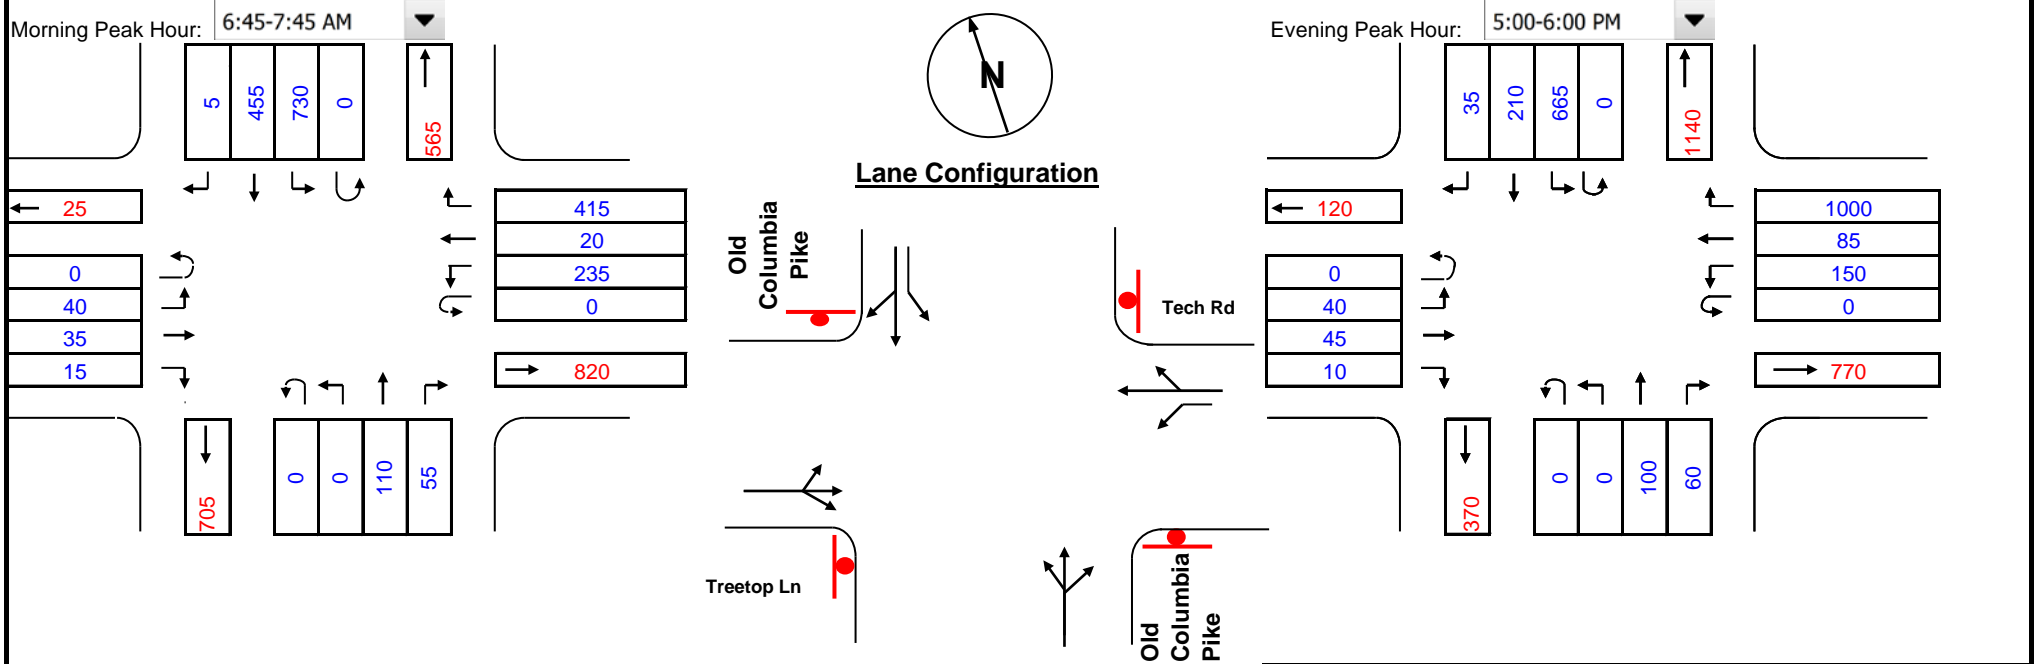 Morning Peak Hour: 6:45-7:45 AM
5 455 730 0 565
25
415
20
235
0
0
40
35
15
820
705
0 0 110 55
N
Lane Configuration
Old
Columbia
Pike
Tech Rd
Treetop Ln
Old
Columbia
Pike
Evening Peak Hour: 5:00-6:00 PM
35 210 665 0 1140
120
1000
85
150
0
0
40
45
10
770
370
0 0 100 60